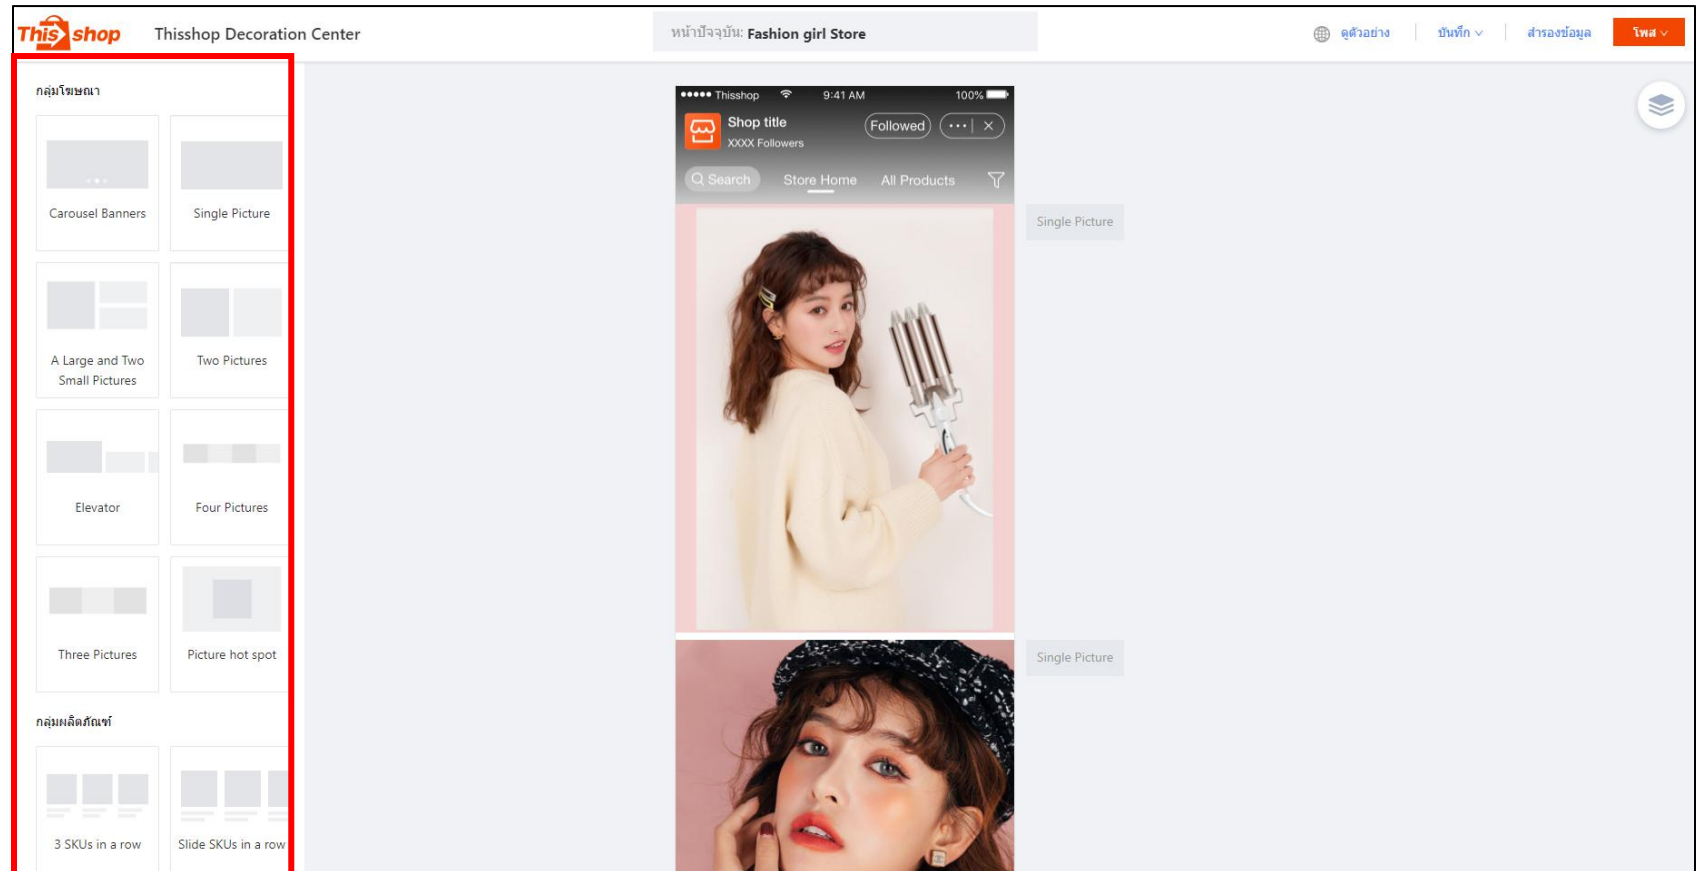 This shop
Thisshop Decoration Center
หน้าปัจจุบัน: Fashion girl Store
ดูตัวอย่าง
บันทึก
สำรองข้อมูล
โพส
กลุ่มโฆษณา
Carousel Banners
Single Picture
A Large and Two
Small Pictures
Two Pictures
Elevator
Four Pictures
Three Pictures
Picture hot spot
กลุ่มผลิตภัณฑ์
3 SKUs in a row
Slide SKUs in a row
Thisshop
9:41 AM
100%
Shop title
XXXX Followers
Followed
Search
Store Home
All Products
Single Picture
Single Picture